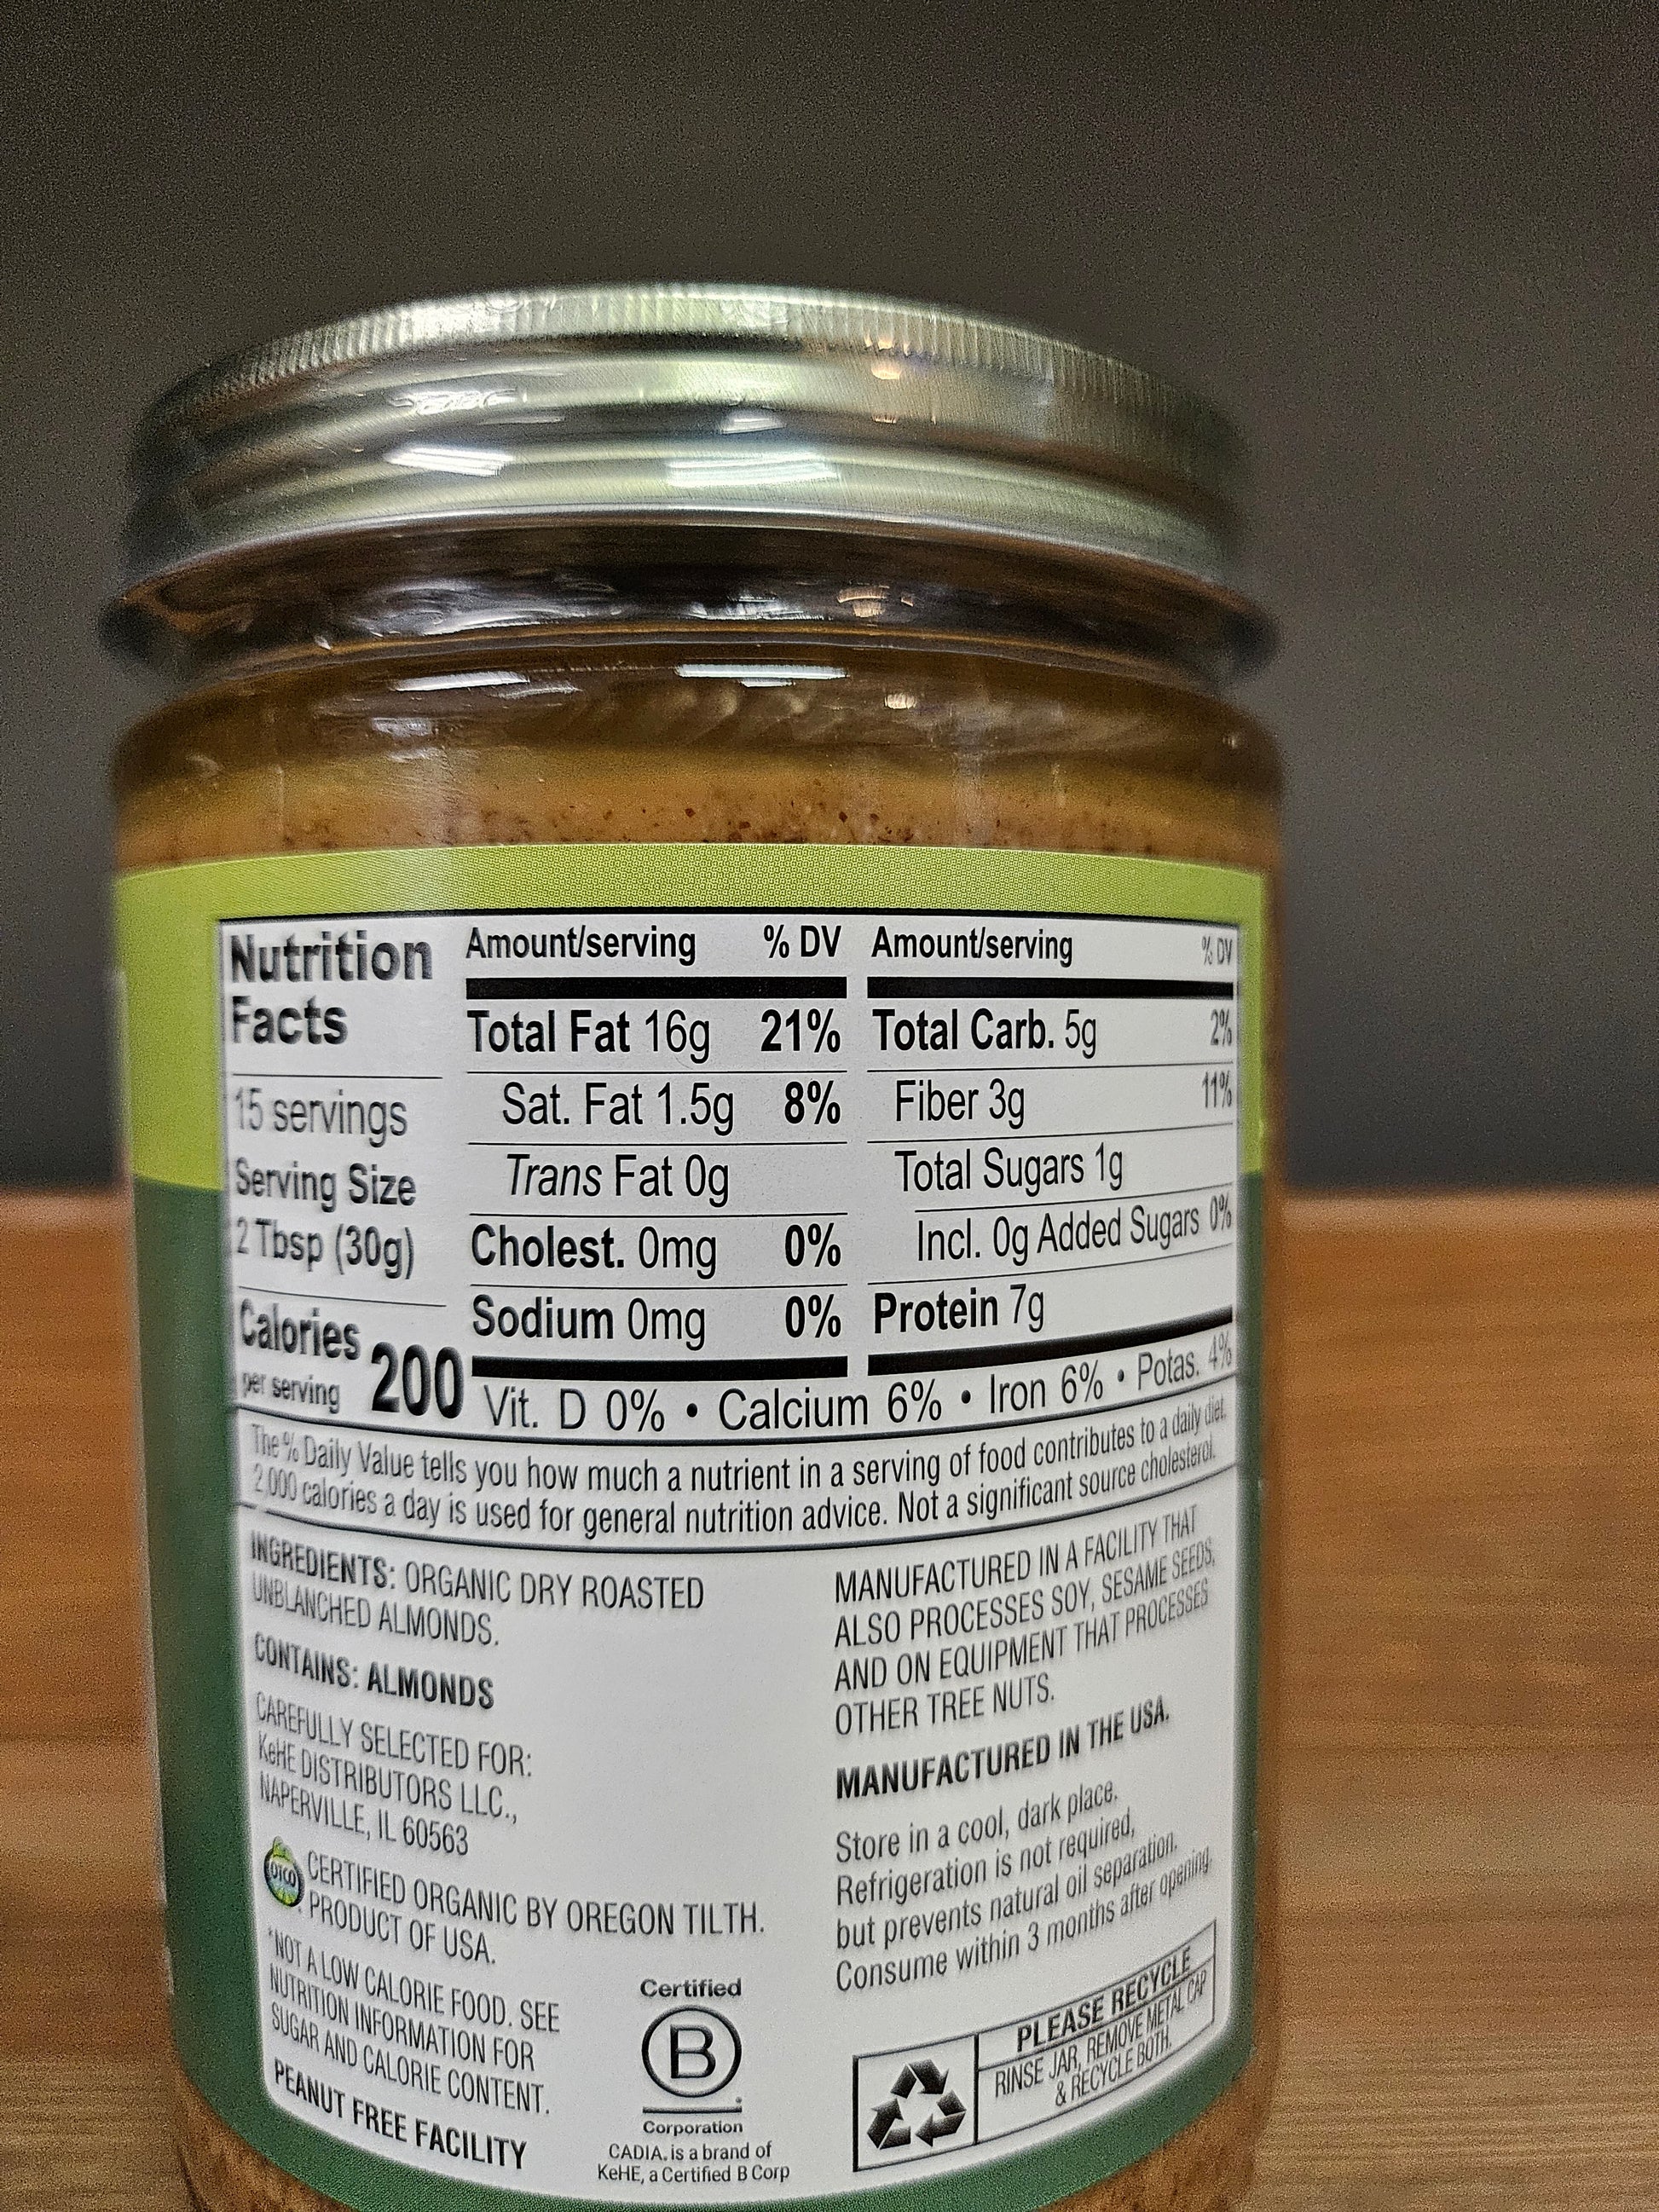 Nutrition
Facts
15 servings
Serving Size
2 Tbsp (30g)
Calories
per serving
200
Amount/serving % DV
Total Fat 16g 21%
Sat. Fat 1.5g 8%
Trans Fat 0g
Cholest. 0mg 0%
Sodium 0mg 0%
Amount/serving % DV
Total Carb. 5g 2%
Fiber 3g 11%
Total Sugars 1g
Incl. 0g Added Sugars 0%
Protein 7g
Vit. D 0% • Calcium 6% • Iron 6% • Potas. 4%
The % Daily Value tells you how much a nutrient in a serving of food contributes to a daily diet.
2,000 calories a day is used for general nutrition advice. Not a significant source cholesterol.
INGREDIENTS: ORGANIC DRY ROASTED
UNBLANCHED ALMONDS.
CONTAINS: ALMONDS
CAREFULLY SELECTED FOR:
KeHE DISTRIBUTORS LLC.,
NAPERVILLE, IL 60563
OTCO
CERTIFIED ORGANIC BY OREGON TILTH.
PRODUCT OF USA.
*NOT A LOW CALORIE FOOD. SEE
NUTRITION INFORMATION FOR
SUGAR AND CALORIE CONTENT.
PEANUT FREE FACILITY
Certified
B
Corporation
CADIA. is a brand of
KeHE, a Certified B Corp
MANUFACTURED IN A FACILITY THAT
ALSO PROCESSES SOY, SESAME SEEDS,
AND ON EQUIPMENT THAT PROCESSES
OTHER TREE NUTS.
MANUFACTURED IN THE USA.
Store in a cool, dark place.
Refrigeration is not required,
but prevents natural oil separation.
Consume within 3 months after opening.
PLEASE RECYCLE
RINSE JAR, REMOVE METAL CAP
& RECYCLE BOTH.